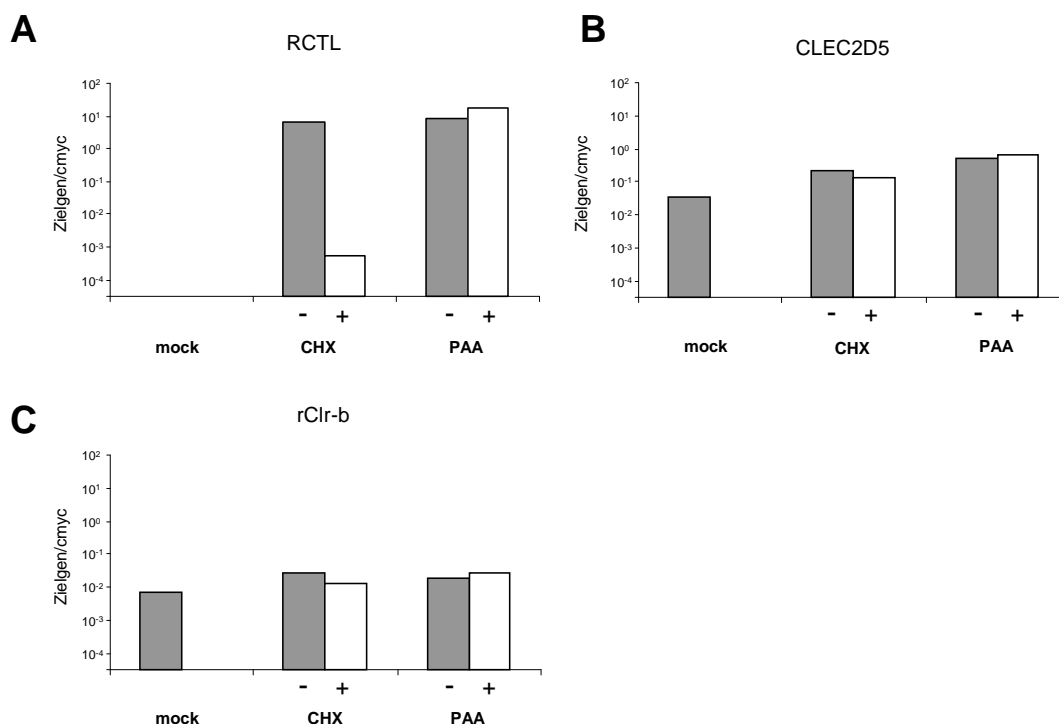 A
RCTL
Zielgen/cmyc
10²
10¹
10⁰
10⁻¹
10⁻²
10⁻³
10⁻⁴
- + - +
mock CHX PAA
B
CLEC2D5
Zielgen/cmyc
10²
10¹
10⁰
10⁻¹
10⁻²
10⁻³
10⁻⁴
- + - +
mock CHX PAA
C
rClr-b
Zielgen/cmyc
10²
10¹
10⁰
10⁻¹
10⁻²
10⁻³
10⁻⁴
- + - +
mock CHX PAA